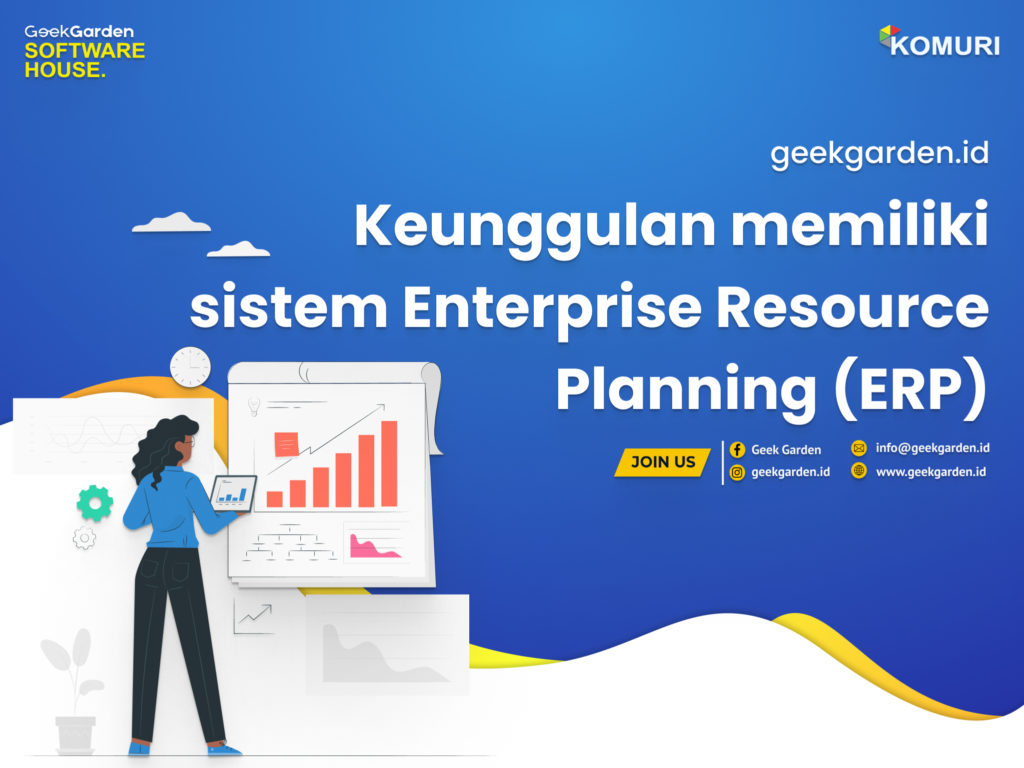 GeekGarden
SOFTWARE
HOUSE.
KOMURI
geekgarden.id
Keunggulan memiliki
sistem Enterprise Resource
Planning (ERP)
JOIN US
Geek Garden
geekgarden.id
info@geekgarden.id
www.geekgarden.id